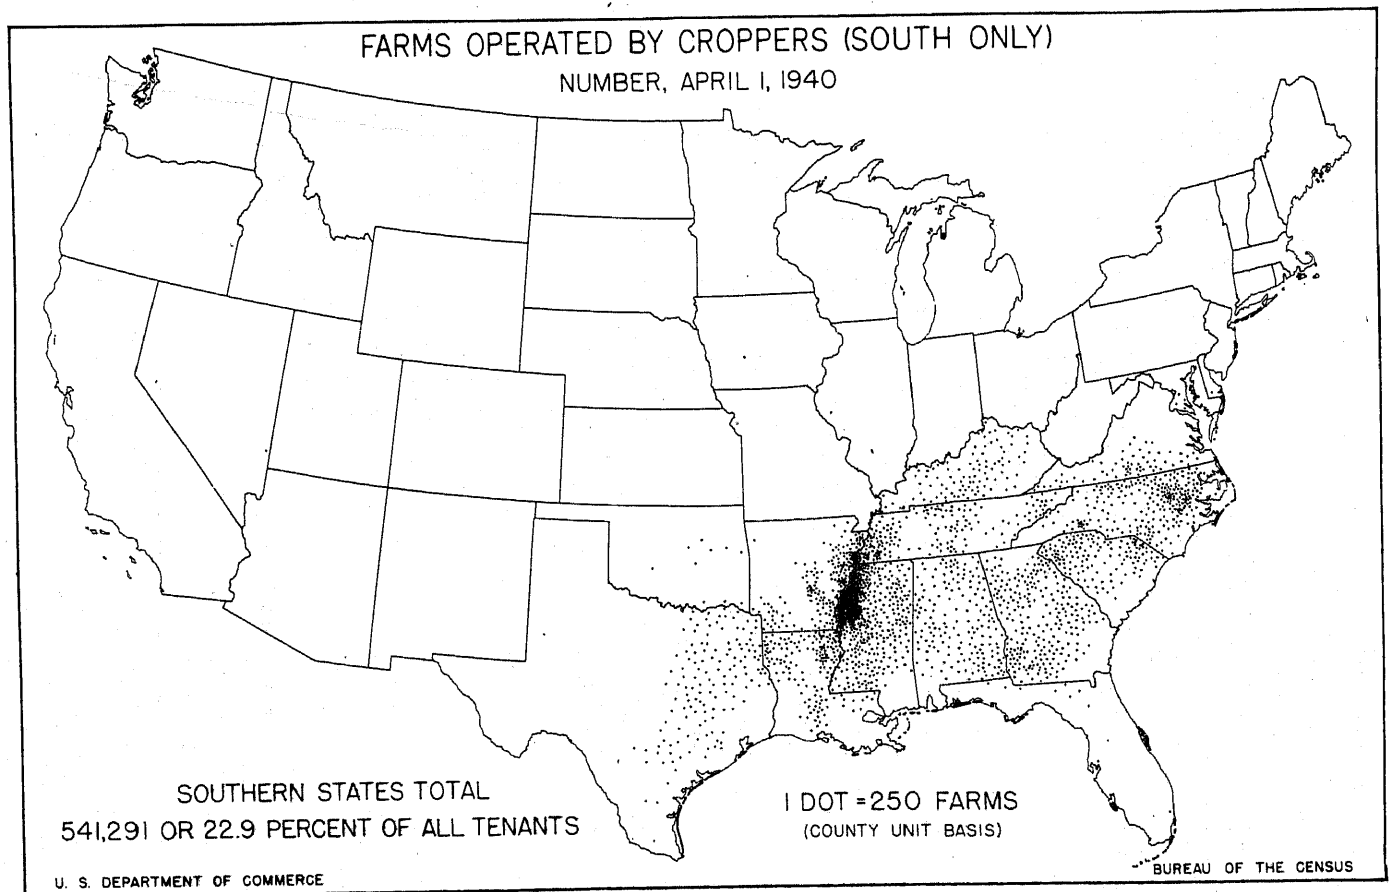 FARMS OPERATED BY CROPPERS (SOUTH ONLY)
NUMBER, APRIL 1, 1940
SOUTHERN STATES TOTAL
541,291 OR 22.9 PERCENT OF ALL TENANTS
1 DOT = 250 FARMS
(COUNTY UNIT BASIS)
U. S. DEPARTMENT OF COMMERCE
BUREAU OF THE CENSUS